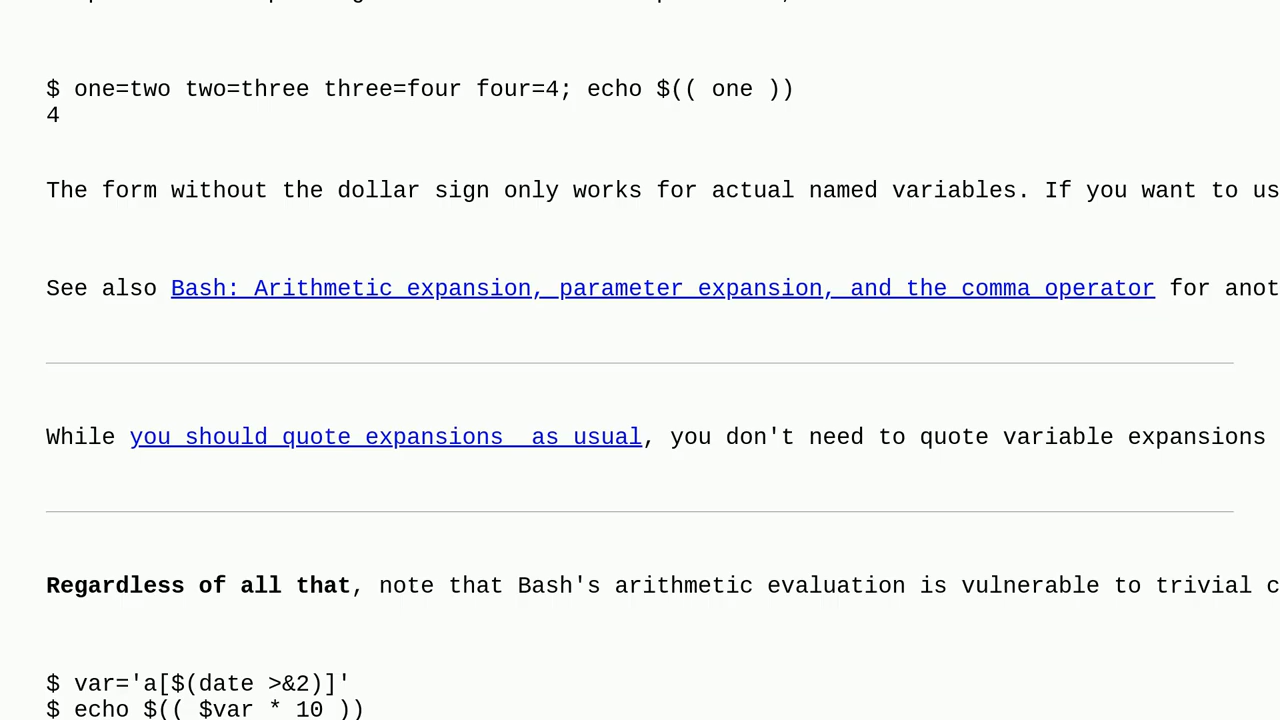 $ one=two two=three three=four four=4; echo $(( one ))
4
The form without the dollar sign only works for actual named variables. If you want to us
See also Bash: Arithmetic expansion, parameter expansion, and the comma operator for anot
While you should quote expansions  as usual, you don't need to quote variable expansions
Regardless of all that, note that Bash's arithmetic evaluation is vulnerable to trivial c
$ var='a[$(date >&2)]'
$ echo $(( $var * 10 ))